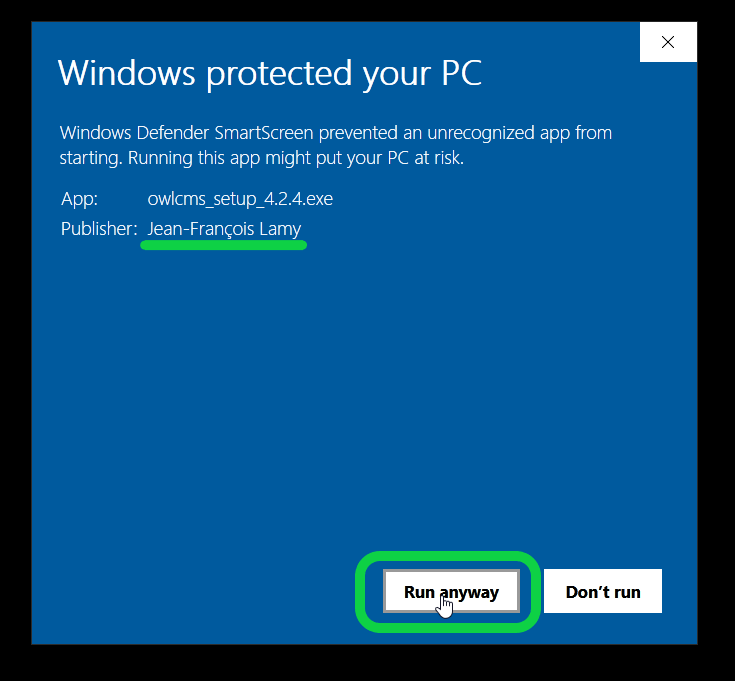 Windows protected your PC
Windows Defender SmartScreen prevented an unrecognized app from
starting. Running this app might put your PC at risk.
App: owlcms_setup_4.2.4.exe
Publisher: Jean-François Lamy
Run anyway Don't run